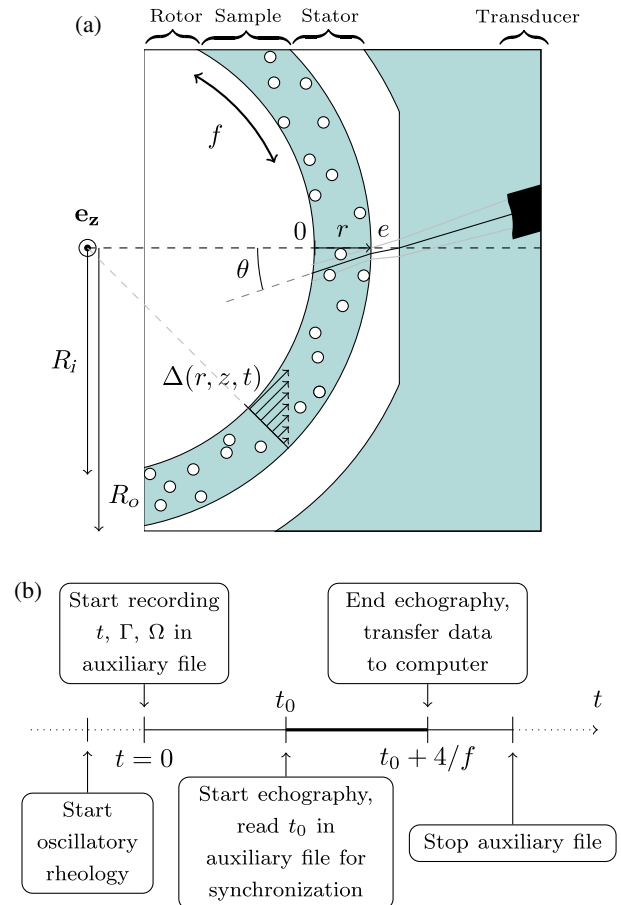 (a)
Rotor Sample Stator Transducer
f
e_z
0 r e
θ
R_i
Δ(r, z, t)
R_o
(b)
Start recording
t, Γ, Ω in
auxiliary file
End echography,
transfer data
to computer
t_0
t
t = 0
t_0 + 4/f
Start
oscillatory
rheology
Start echography,
read t_0 in
auxiliary file for
synchronization
Stop auxiliary file